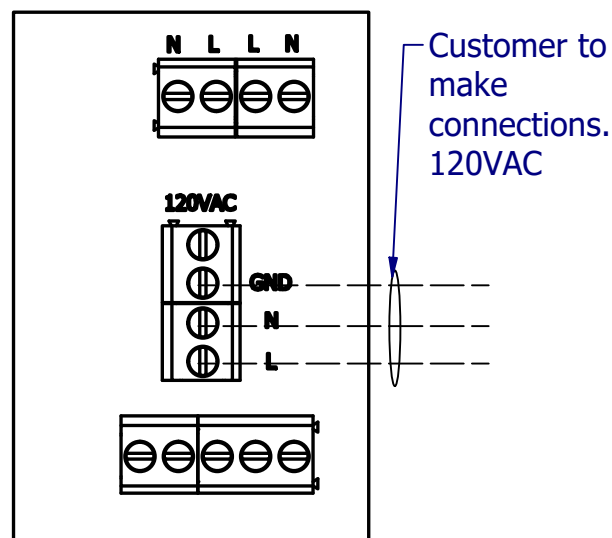 N L L N
Customer to
make
connections.
120VAC
120VAC
GND
N
L